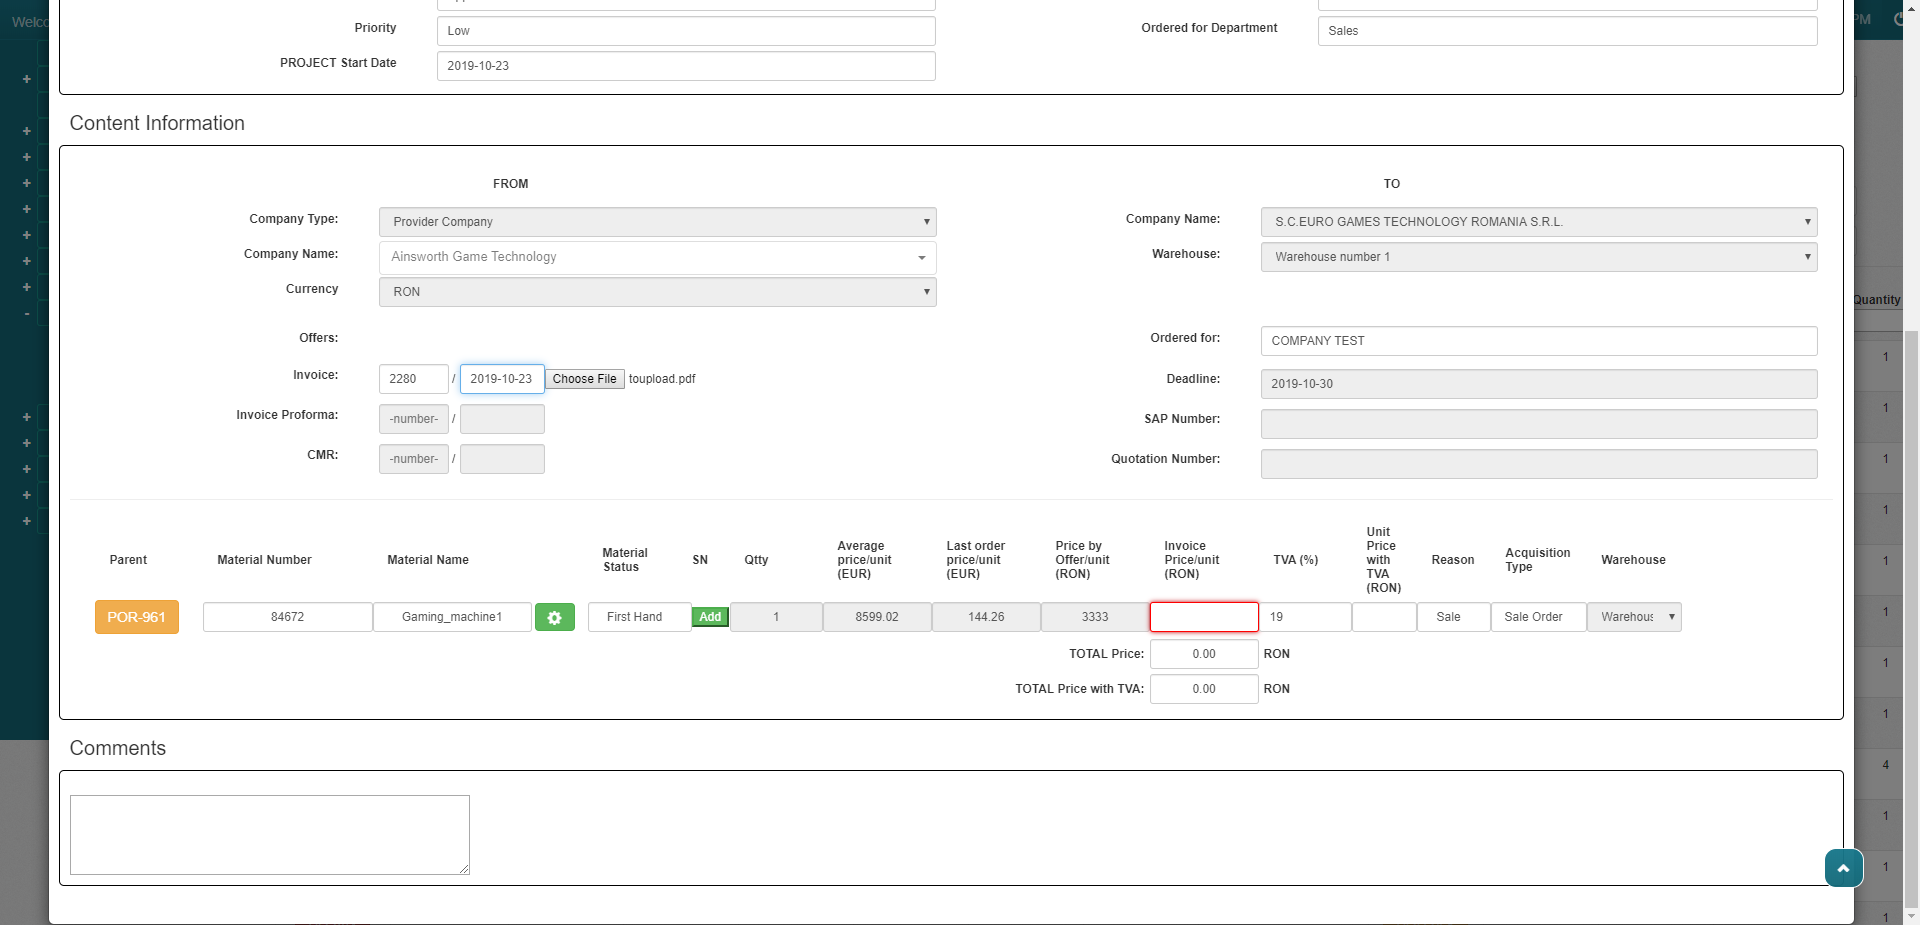 Welco
PM
Priority
Low
Ordered for Department
Sales
PROJECT Start Date
2019-10-23
Content Information
FROM
TO
Company Type:
Provider Company
Company Name:
S.C.EURO GAMES TECHNOLOGY ROMANIA S.R.L.
Company Name:
Ainsworth Game Technology
Warehouse:
Warehouse number 1
Currency
RON
Quantity
Offers:
Ordered for:
COMPANY TEST
Invoice:
2280 / 2019-10-23 Choose File toupload.pdf
Deadline:
2019-10-30
Invoice Proforma:
-number- /
SAP Number:
CMR:
-number- /
Quotation Number:
Parent
Material Number
Material Name
Material
Status
SN
Qtty
Average
price/unit
(EUR)
Last order
price/unit
(EUR)
Price by
Offer/unit
(RON)
Invoice
Price/unit
(RON)
TVA (%)
Unit
Price
with
TVA
(RON)
Reason
Acquisition
Type
Warehouse
POR-961
84672
Gaming_machine1
First Hand
Add
1
8599.02
144.26
3333
19
Sale
Sale Order
Warehous
TOTAL Price:
0.00
RON
TOTAL Price with TVA:
0.00
RON
Comments
1
1
1
1
1
1
1
1
4
1
1
1